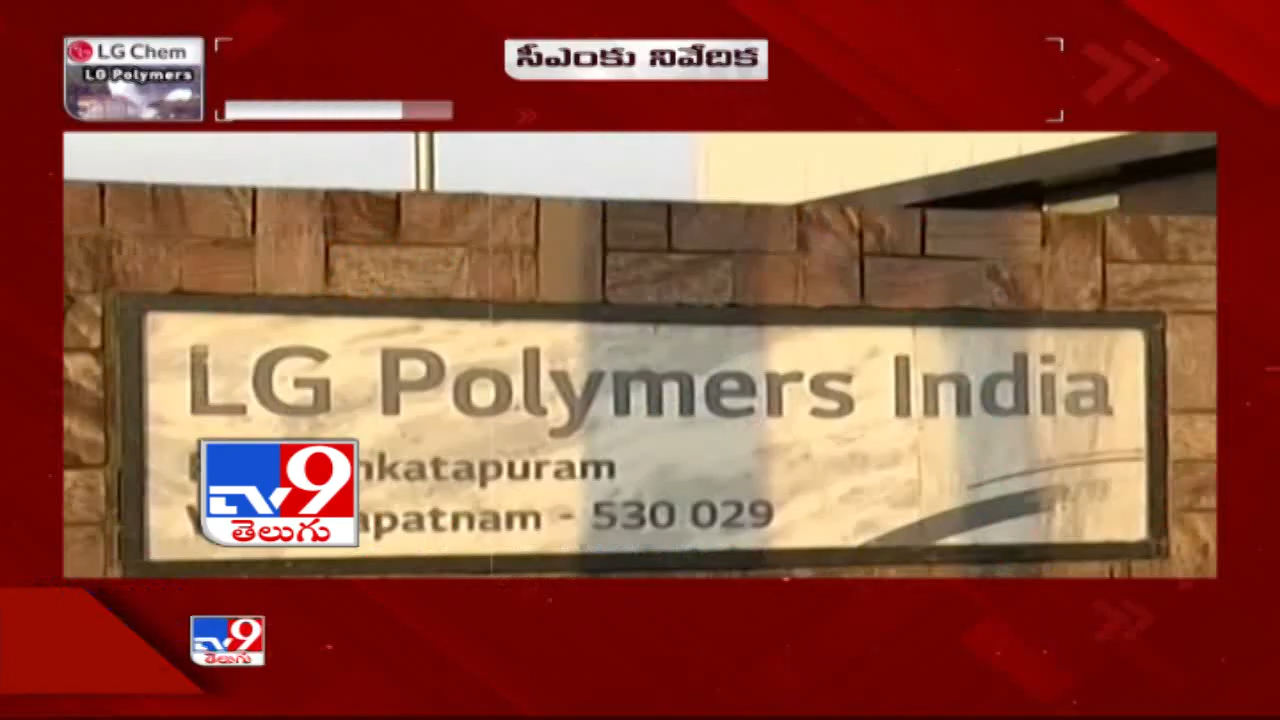 LG Chem
LG Polymers
సీఎంకు నివేదిక
LG Polymers India
nkatapuram
apatnam - 530 029
TV9
తెలుగు
TV9
తెలుగు